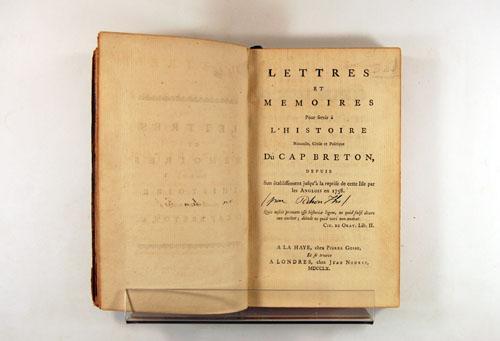 LETTRES
ET
MEMOIRES
Pour servir à
L'HISTOIRE
Naturelle, Civile et Politique
Du CAP BRETON,
DEPUIS
Son établissement jusqu'à la reprise de cette Isle par
les ANGLOIS en 1758.
Quis nescit primam esse historiæ legem, ne quid falsi dicere
non audeat; deinde ne quid veri non audeat.
CIC. DE ORAT. Lib. II.
A LA HAYE, chez PIERRE GOSSE,
Et se trouve
A LONDRES, chez JEAN NOURSE,
MDCCLX.